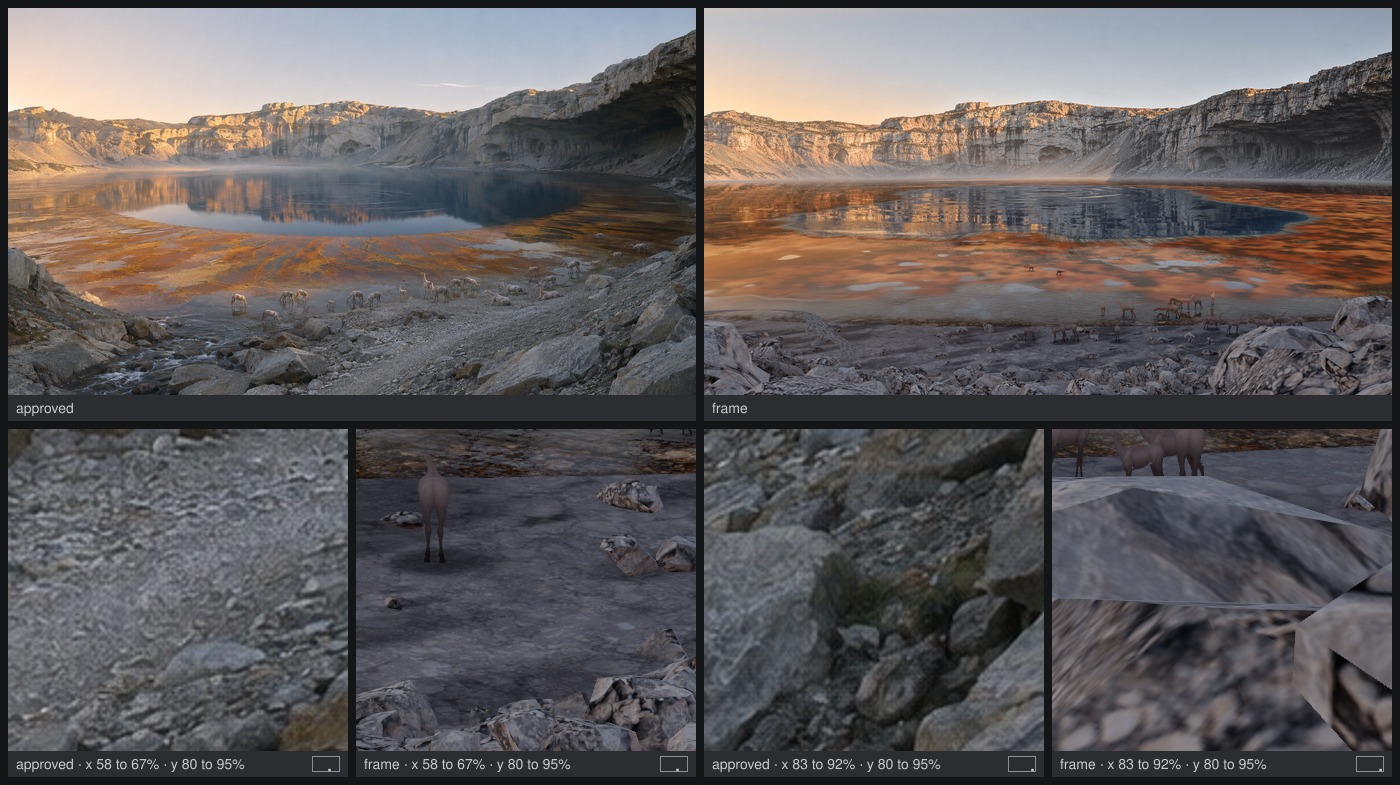 approved
frame
approved · x 58 to 67% · y 80 to 95%
frame · x 58 to 67% · y 80 to 95%
approved · x 83 to 92% · y 80 to 95%
frame · x 83 to 92% · y 80 to 95%